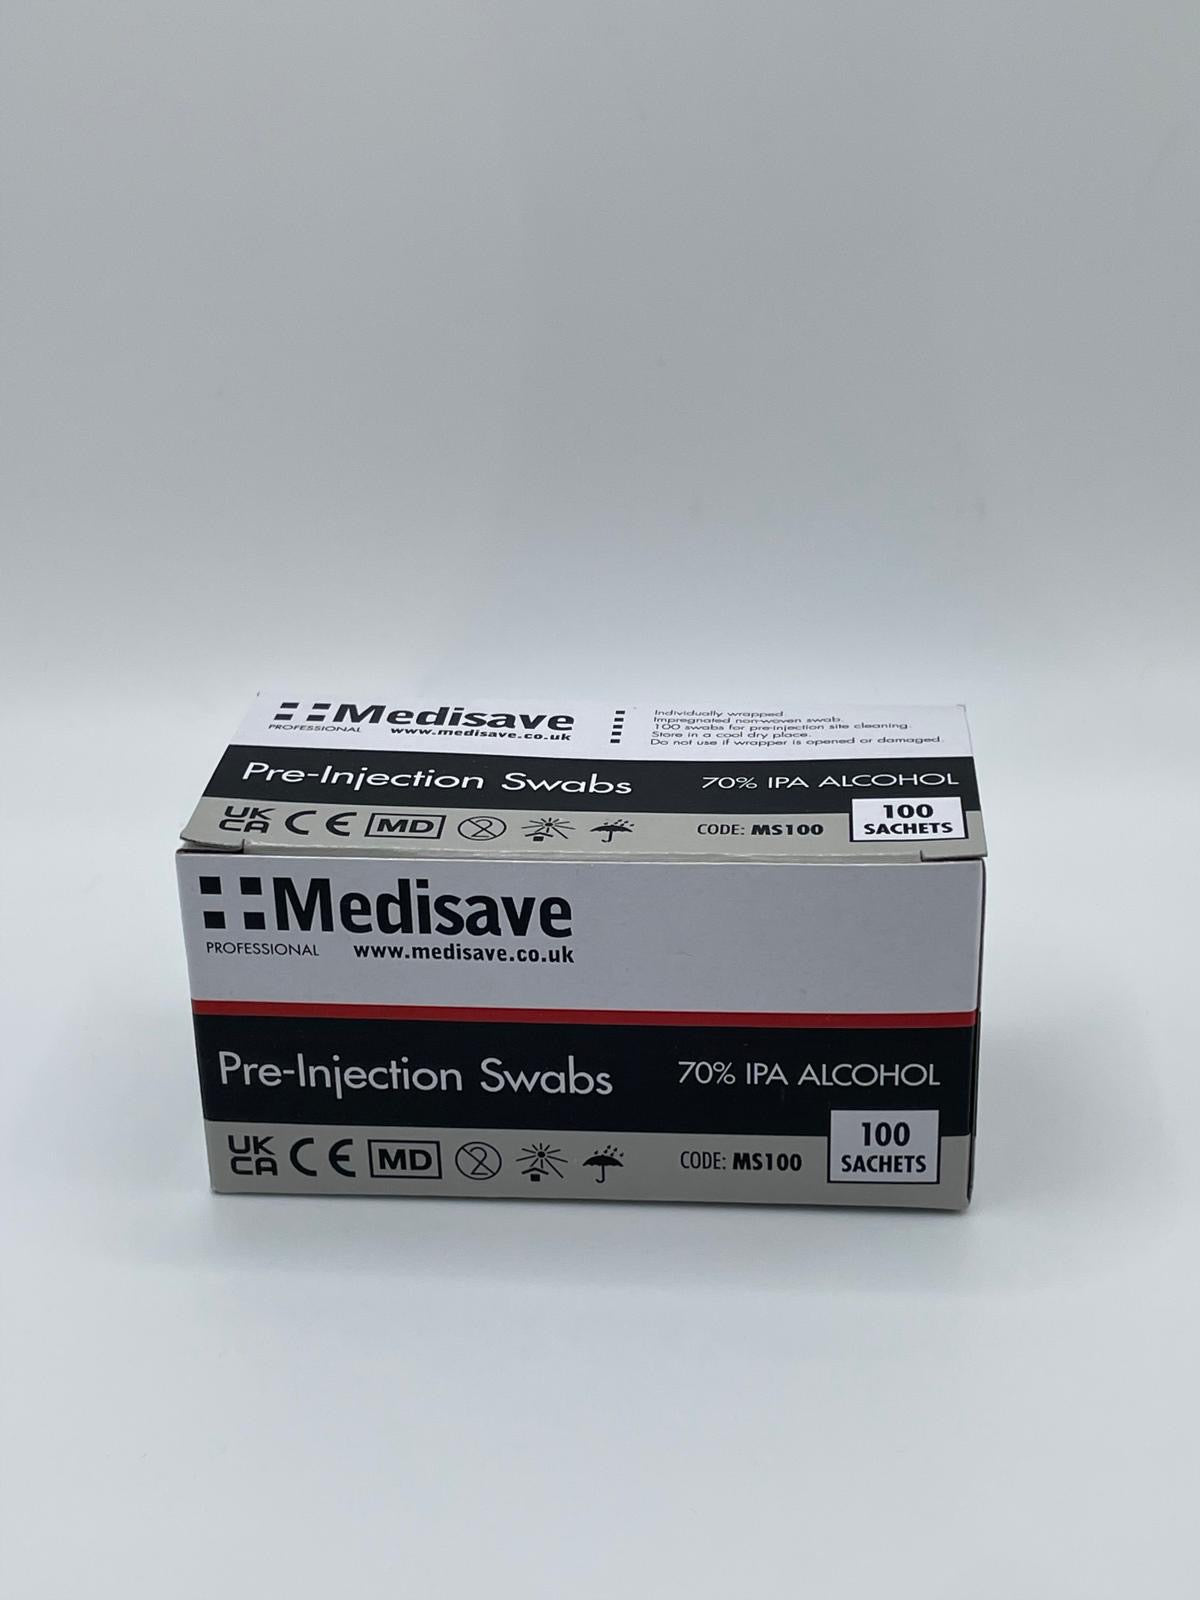 Medisave
PROFESSIONAL www.medisave.co.uk
Individually wrapped.
Impregnated non-woven swab.
100 swabs for pre-injection site cleaning.
Store in a cool dry place.
Do not use if wrapper is opened or damaged.
Pre-Injection Swabs 70% IPA ALCOHOL
UK
CA CE MD 2 CODE: MS100 100
SACHETS
Medisave
PROFESSIONAL www.medisave.co.uk
Pre-Injection Swabs 70% IPA ALCOHOL
UK
CA CE MD 2 CODE: MS100 100
SACHETS